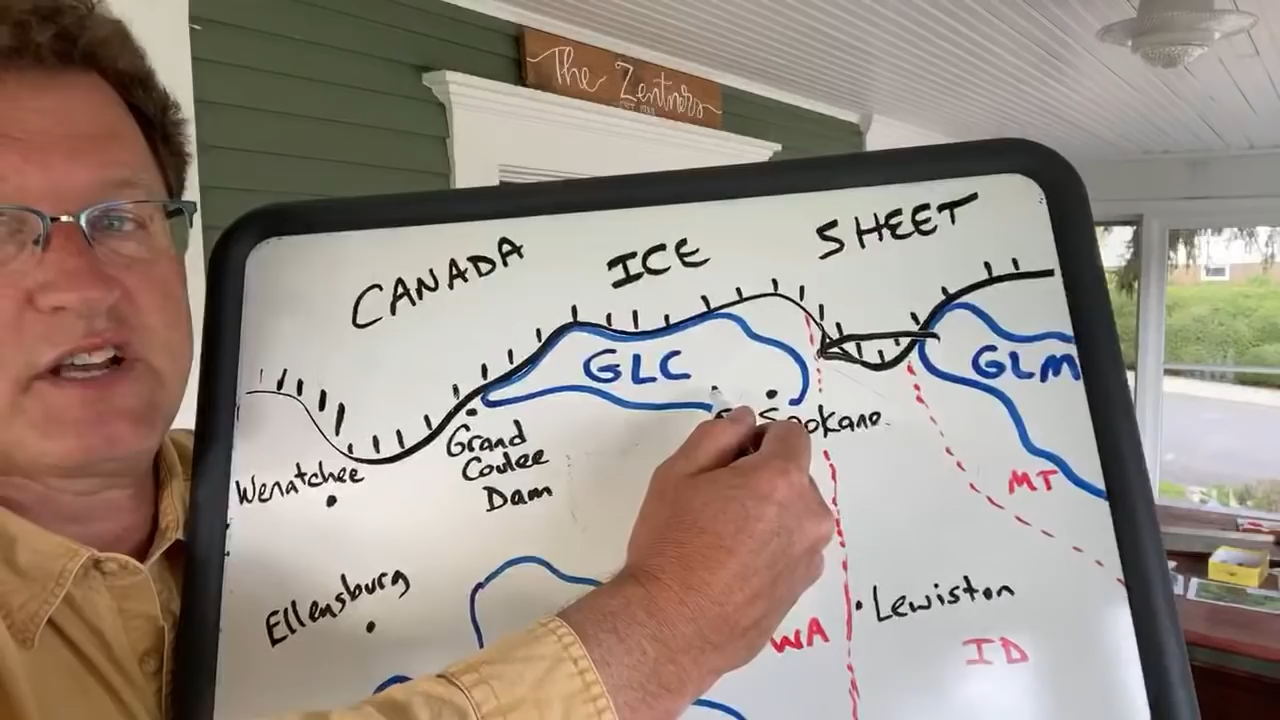 The Zentners
CANADA ICE SHEET
GLC
GLM
Spokane
Grand
Coulee
Dam
Wenatchee
MT
Ellensburg
Lewiston
WA
ID